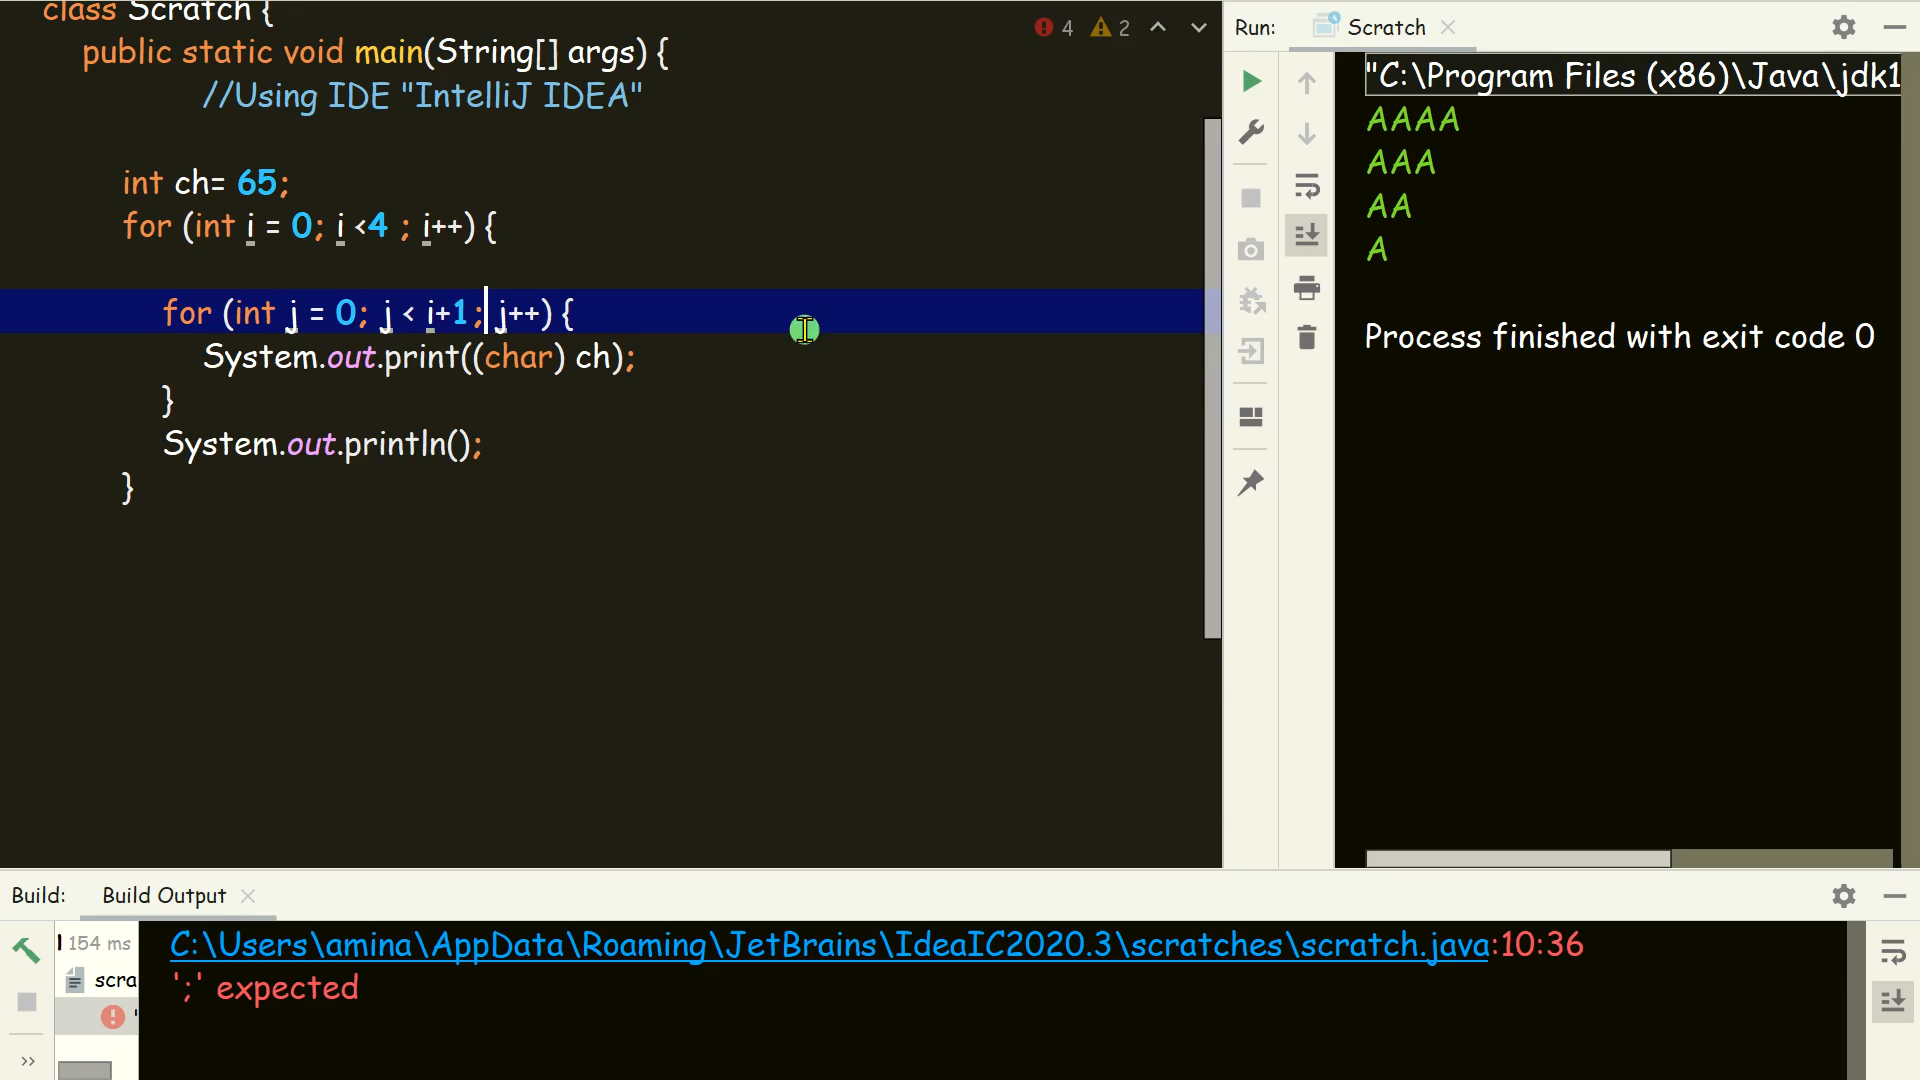 class Scratch {
public static void main(String[] args) {
//Using IDE "IntelliJ IDEA"
int ch= 65;
for (int i = 0; i <4 ; i++) {
for (int j = 0; j < i+1; j++) {
System.out.print((char) ch);
}
System.out.println();
}
4 2
Run: Scratch
"C:\Program Files (x86)\Java\jdk1
AAAA
AAA
AA
A
Process finished with exit code 0
Build: Build Output
154 ms
scra
C:\Users\amina\AppData\Roaming\JetBrains\IdeaIC2020.3\scratches\scratch.java:10:36
';' expected